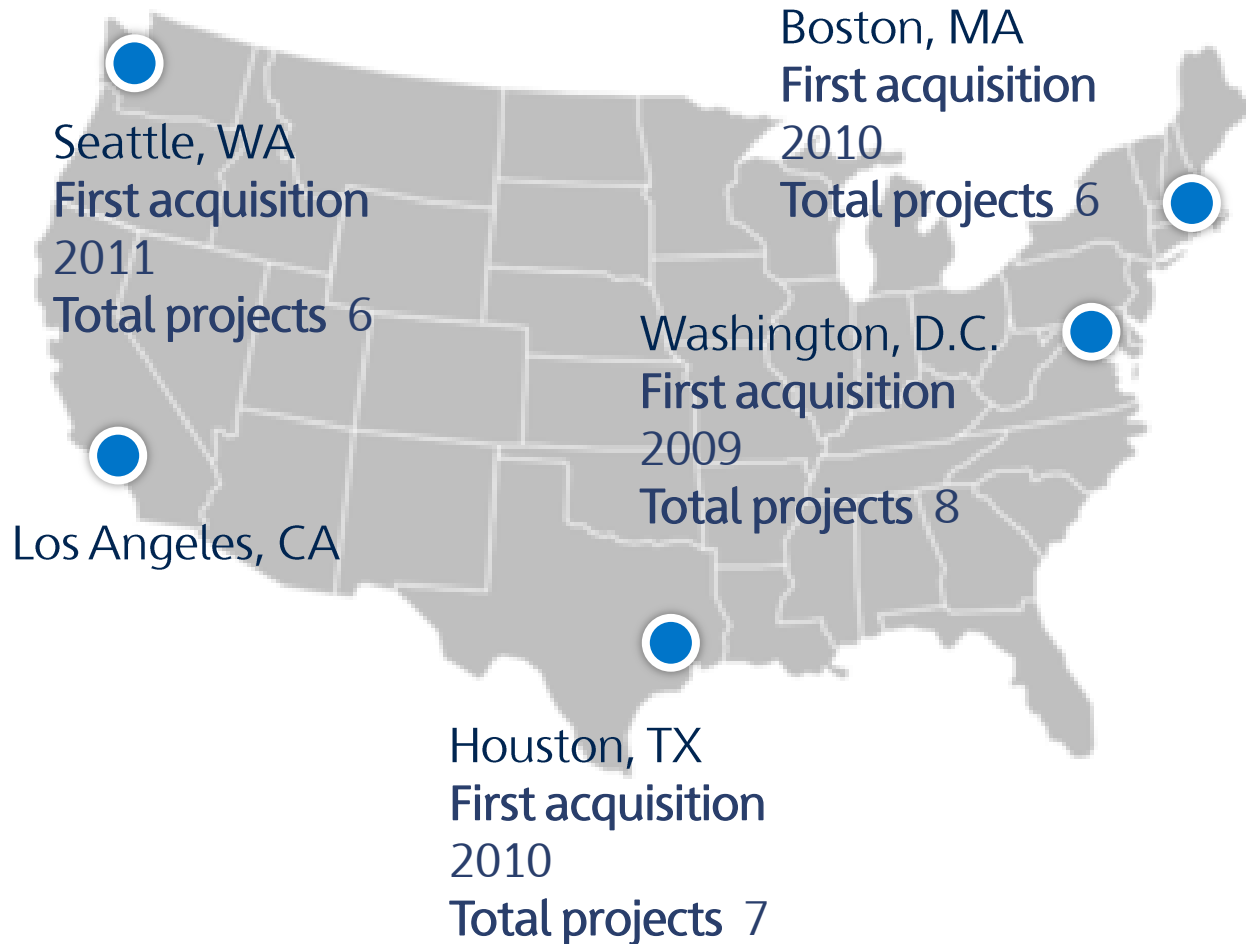 Boston, MA
First acquisition
2010
Total projects 6
Seattle, WA
First acquisition
2011
Total projects 6
Washington, D.C.
First acquisition
2009
Total projects 8
Los Angeles, CA
Houston, TX
First acquisition
2010
Total projects 7